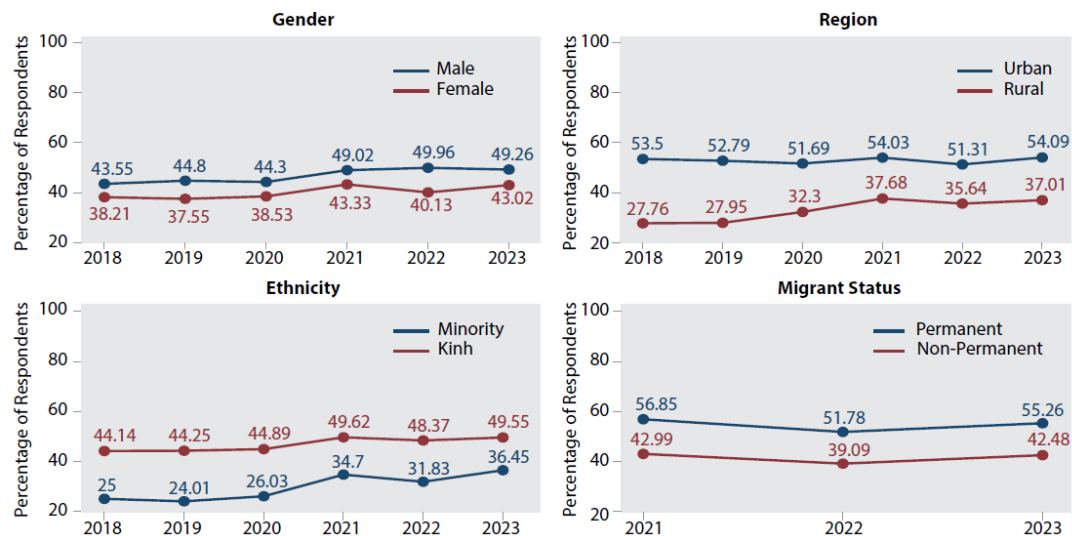 Gender
Percentage of Respondents
100
80
60
40
20
Male
Female
43.55 44.8 44.3 49.02 49.96 49.26
38.21 37.55 38.53 43.33 40.13 43.02
2018 2019 2020 2021 2022 2023
Region
Percentage of Respondents
100
80
60
40
20
Urban
Rural
53.5 52.79 51.69 54.03 51.31 54.09
27.76 27.95 32.3 37.68 35.64 37.01
2018 2019 2020 2021 2022 2023
Ethnicity
Percentage of Respondents
100
80
60
40
20
Minority
Kinh
44.14 44.25 44.89 49.62 48.37 49.55
25 24.01 26.03 34.7 31.83 36.45
2018 2019 2020 2021 2022 2023
Migrant Status
Percentage of Respondents
100
80
60
40
20
Permanent
Non-Permanent
56.85 51.78 55.26
42.99 39.09 42.48
2021 2022 2023